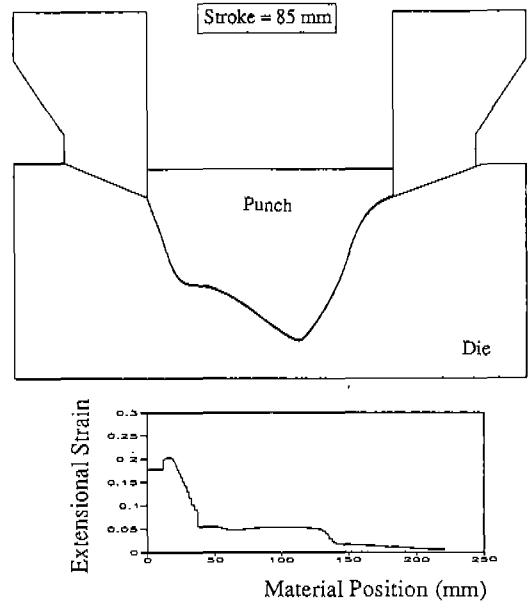 Stroke = 85 mm
Punch
Die
Extensional Strain
0.3
0.25
0.2
0.15
0.1
0.05
0
0 50 100 150 200 250
Material Position (mm)